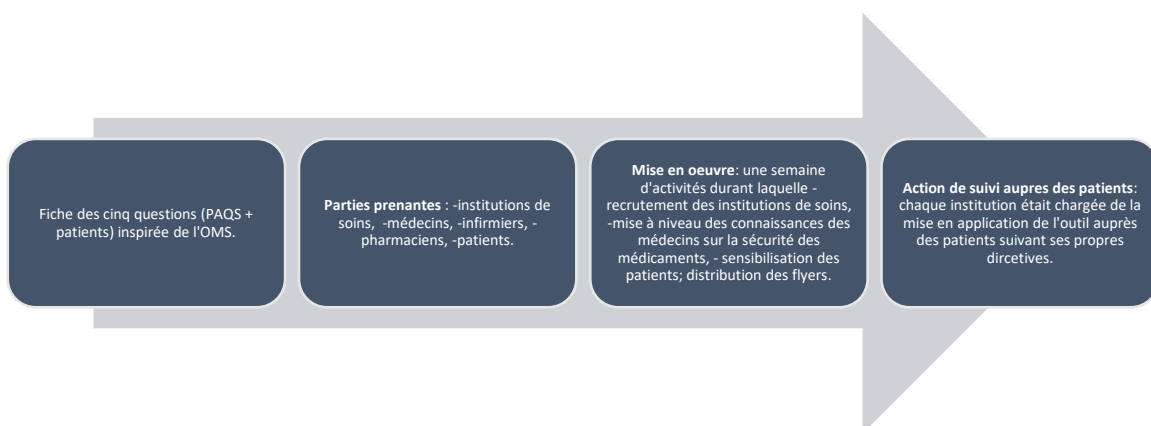 Fiche des cinq questions (PAQS +
patients) inspirée de l'OMS.
Parties prenantes : -institutions de
soins, -médecins, -infirmiers, -
pharmaciens, -patients.
Mise en oeuvre: une semaine
d'activités durant laquelle -
recrutement des institutions de soins,
-mise à niveau des connaissances des
médecins sur la sécurité des
médicaments, - sensibilisation des
patients; distribution des flyers.
Action de suivi aupres des patients:
chaque institution était chargée de la
mise en application de l'outil auprès
des patients suivant ses propres
dircetives.